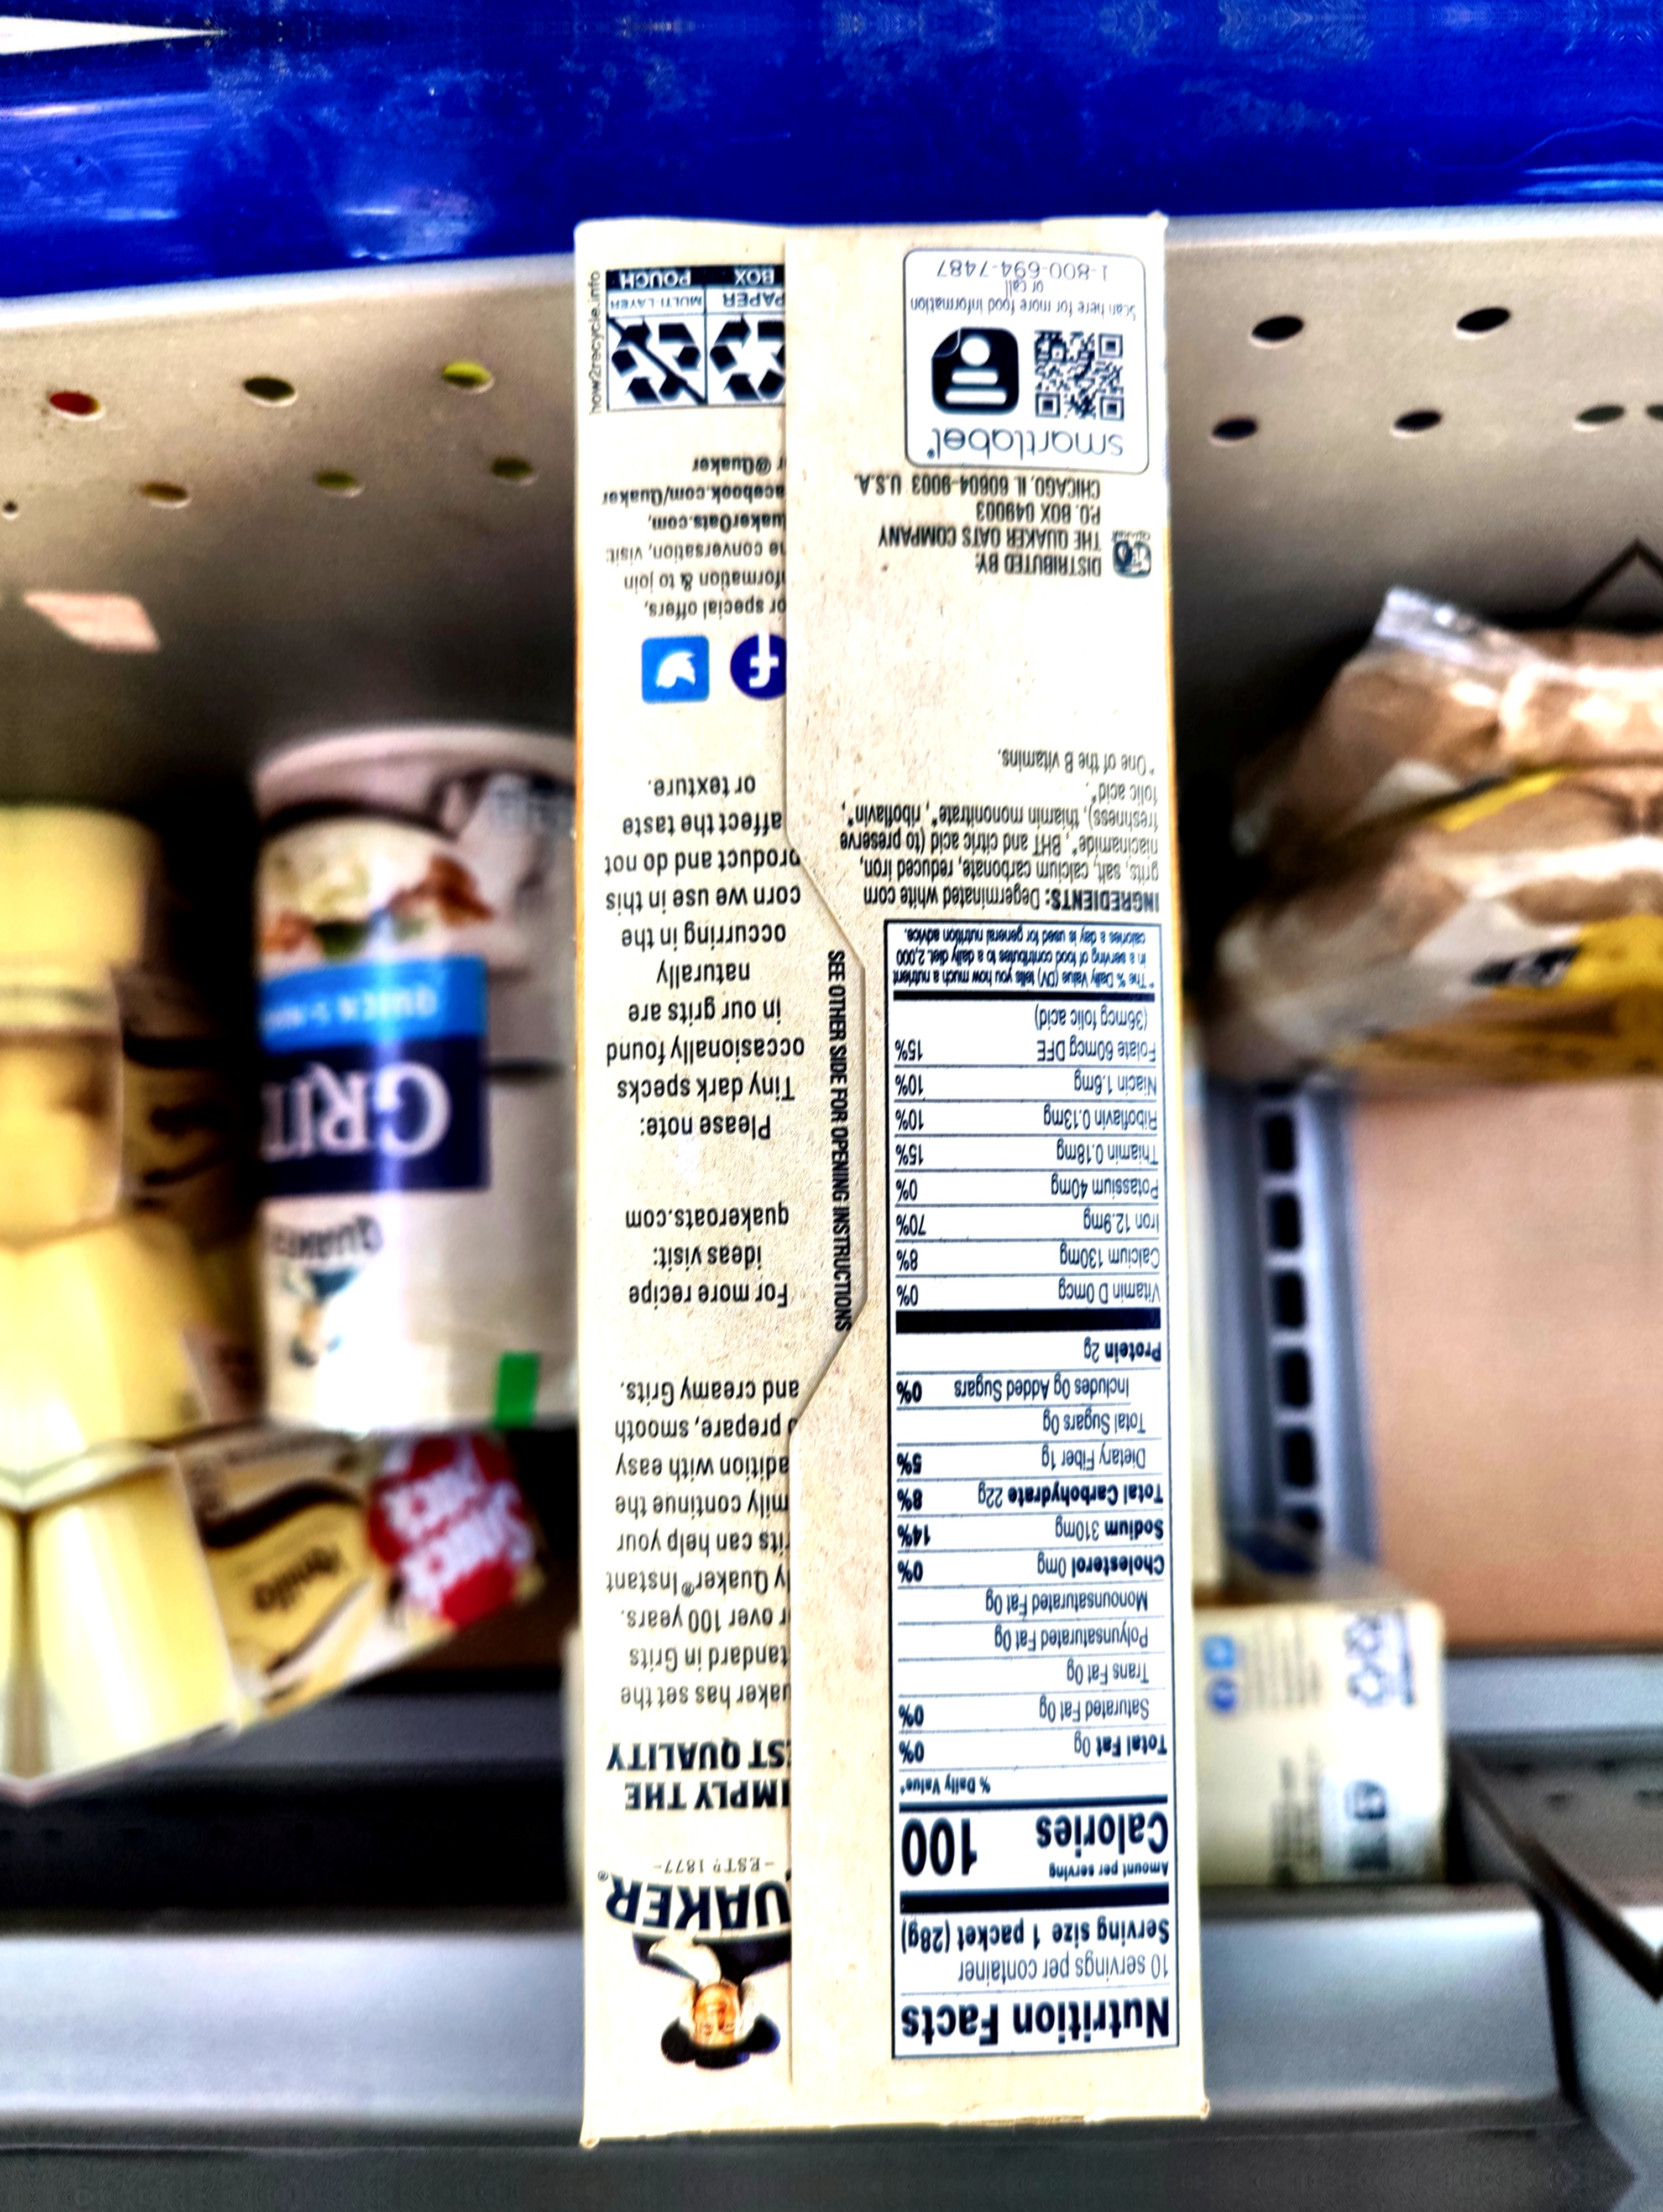 Nutrition Facts
10 servings per container
Serving size 1 packet (28g)
Amount per serving
Calories 100
% Daily Value*
Total Fat 0g 0%
Saturated Fat 0g 0%
Trans Fat 0g
Polyunsaturated Fat 0g
Monounsaturated Fat 0g
Cholesterol 0mg 0%
Sodium 310mg 14%
Total Carbohydrate 22g 8%
Dietary Fiber 1g 5%
Total Sugars 0g
Includes 0g Added Sugars 0%
Protein 2g
Vitamin D 0mcg 0%
Calcium 130mg 8%
Iron 12.9mg 70%
Potassium 40mg 0%
Thiamin 0.18mg 15%
Riboflavin 0.13mg 10%
Niacin 1.6mg 10%
Folate 60mcg DFE 15%
(36mcg folic acid)
* The % Daily Value (DV) tells you how much a nutrient
in a serving of food contributes to a daily diet. 2,000
calories a day is used for general nutrition advice.
INGREDIENTS: Degerminated white corn
grits, salt, calcium carbonate, reduced iron,
niacinamide*, BHT and citric acid (to preserve
freshness), thiamin mononitrate*, riboflavin*,
folic acid*.
*One of the B vitamins.
DISTRIBUTED BY:
THE QUAKER OATS COMPANY
P.O. BOX 049003
CHICAGO, IL 60604-9003 U.S.A.
smartlabel
Scan here for more food information
or call
1-800-694-7487
SEE OTHER SIDE FOR OPENING INSTRUCTIONS
UAKER®
-EST'D 1877-
IMPLY THE
EST QUALITY
uaker has set the
tandard in Grits
r over 100 years.
y Quaker® Instant
rits can help your
mily continue the
adition with easy
o prepare, smooth
and creamy Grits.
For more recipe
ideas visit:
quakeroats.com
Please note:
Tiny dark specks
occasionally found
in our grits are
naturally
occurring in the
corn we use in this
product and do not
affect the taste
or texture.
f
or special offers,
formation & to join
he conversation, visit:
uakerOats.com,
acebook.com/Quaker
r @Quaker
PAPER
BOX
MULTI-LAYER
POUCH
how2recycle.info
QUAKE
GRIT
QUICK
Vanilla